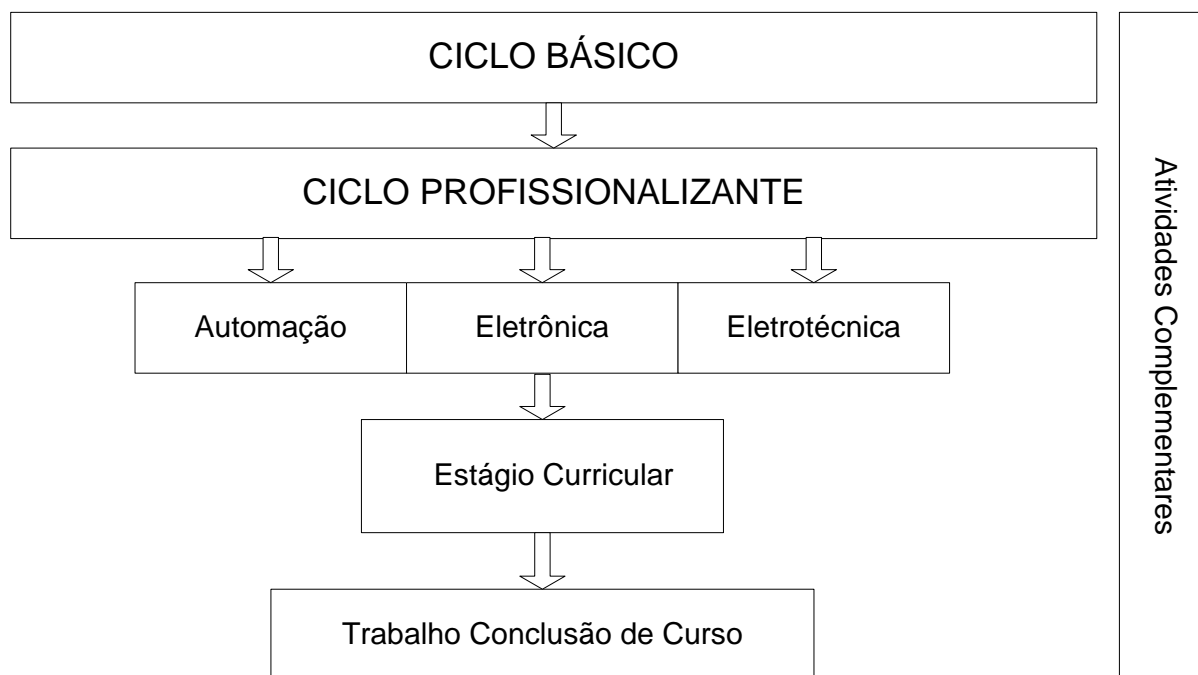 CICLO BÁSICO
CICLO PROFISSIONALIZANTE
Automação
Eletrônica
Eletrotécnica
Estágio Curricular
Trabalho Conclusão de Curso
Atividades Complementares